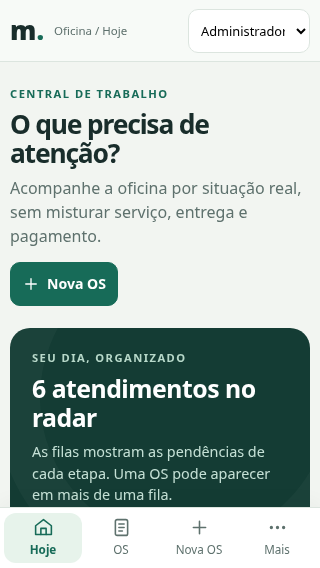 m. Oficina / Hoje Administrador
CENTRAL DE TRABALHO
O que precisa de
atenção?
Acompanhe a oficina por situação real,
sem misturar serviço, entrega e
pagamento.
+ Nova OS
SEU DIA, ORGANIZADO
6 atendimentos no
radar
As filas mostram as pendências de
cada etapa. Uma OS pode aparecer
em mais de uma fila.
Hoje OS Nova OS Mais